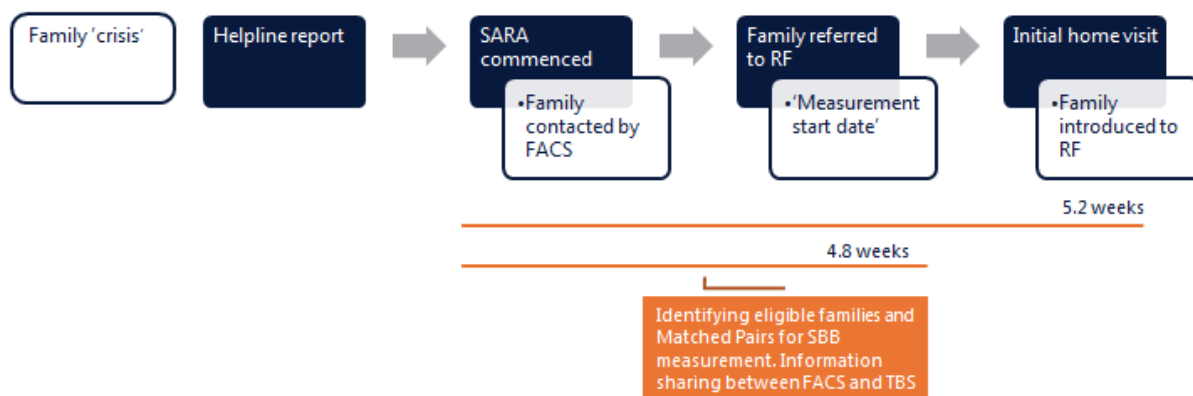 Family 'crisis'
Helpline report
SARA
commenced
•Family
contacted by
FACS
Family referred
to RF
•'Measurement
start date'
Initial home visit
•Family
introduced to
RF
5.2 weeks
4.8 weeks
Identifying eligible families and
Matched Pairs for SBB
measurement. Information
sharing between FACS and TBS